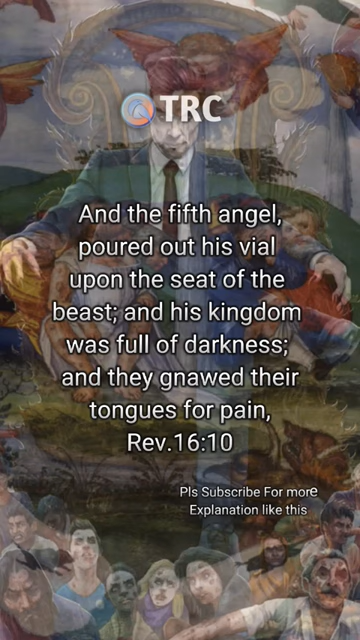 TRC
And the fifth angel,
poured out his vial
upon the seat of the
beast; and his kingdom
was full of darkness;
and they gnawed their
tongues for pain,
Rev.16:10
Pls Subscribe For more
Explanation like this